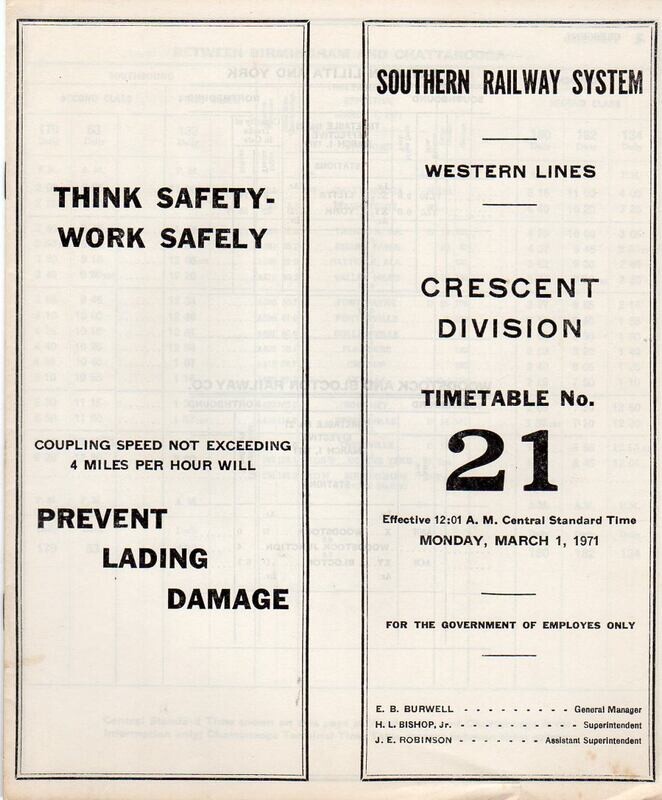 THINK SAFETY-
WORK SAFELY
COUPLING SPEED NOT EXCEEDING
4 MILES PER HOUR WILL
PREVENT
LADING
DAMAGE
SOUTHERN RAILWAY SYSTEM
WESTERN LINES
CRESCENT
DIVISION
TIMETABLE No.
21
Effective 12:01 A. M. Central Standard Time
MONDAY, MARCH 1, 1971
FOR THE GOVERNMENT OF EMPLOYES ONLY
E. B. BURWELL - - - - - - - - - General Manager
H. L. BISHOP, Jr. - - - - - - - - - Superintendent
J. E. ROBINSON - - - - - - - Assistant Superintendent